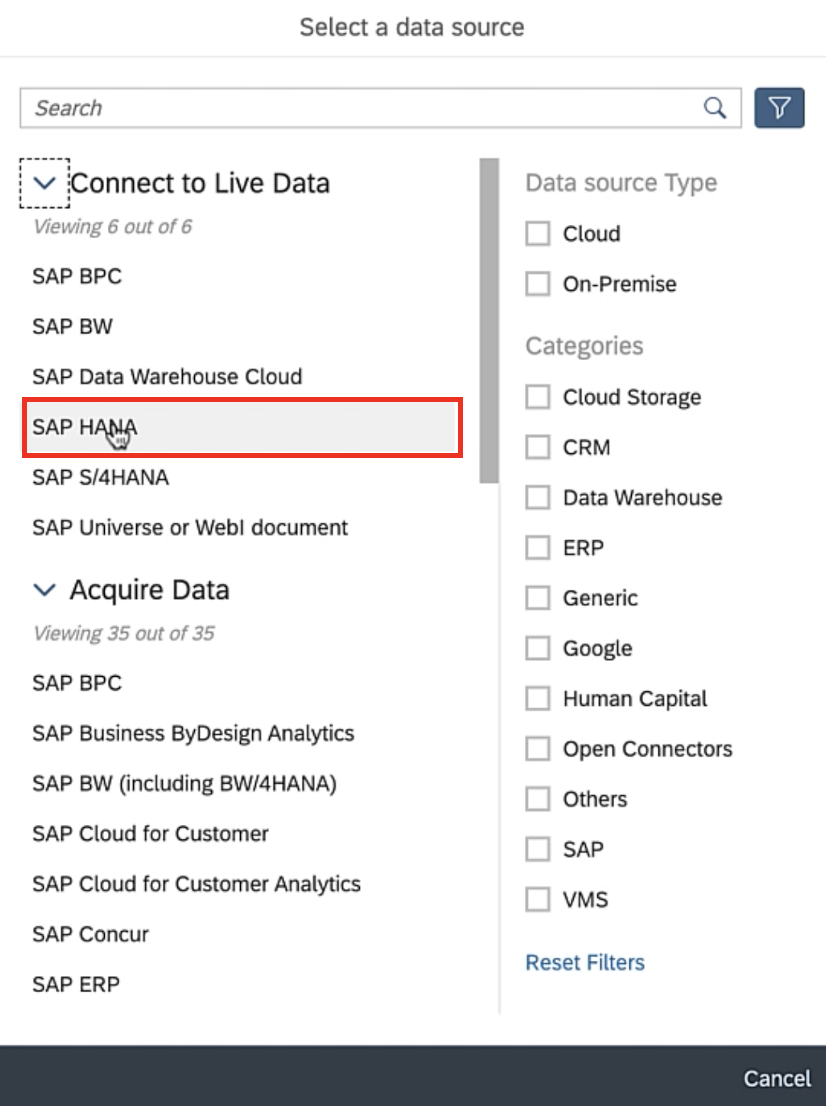 Select a data source
Search
Connect to Live Data
Viewing 6 out of 6
SAP BPC
SAP BW
SAP Data Warehouse Cloud
SAP HANA
SAP S/4HANA
SAP Universe or WebI document
Acquire Data
Viewing 35 out of 35
SAP BPC
SAP Business ByDesign Analytics
SAP BW (including BW/4HANA)
SAP Cloud for Customer
SAP Cloud for Customer Analytics
SAP Concur
SAP ERP
Data source Type
Cloud
On-Premise
Categories
Cloud Storage
CRM
Data Warehouse
ERP
Generic
Google
Human Capital
Open Connectors
Others
SAP
VMS
Reset Filters
Cancel